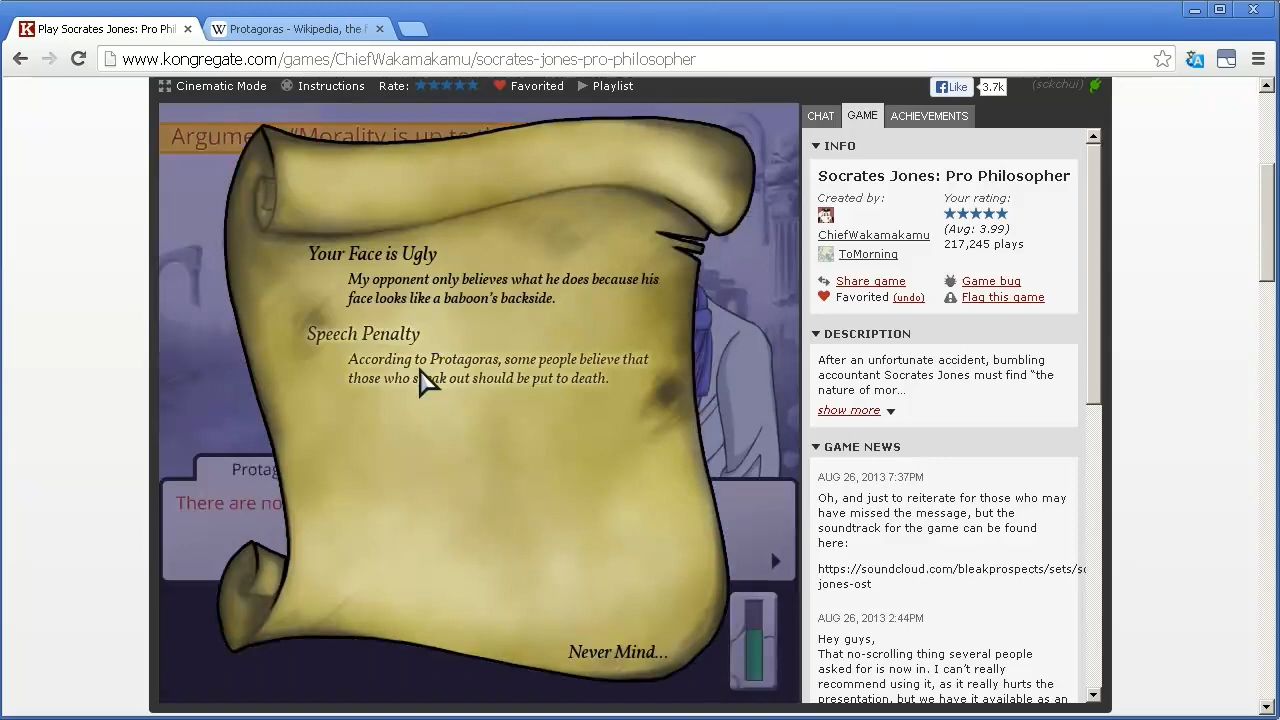 Play Socrates Jones: Pro Phil
Protagoras - Wikipedia, the f
www.kongregate.com/games/ChiefWakamakamu/socrates-jones-pro-philosopher
Cinematic Mode
Instructions
Rate:
Favorited
Playlist
Like
3.7k
(sckchui)
CHAT
GAME
ACHIEVEMENTS
Argume "Morality is up to
Your Face is Ugly
My opponent only believes what he does because his
face looks like a baboon's backside.
Speech Penalty
According to Protagoras, some people believe that
those who speak out should be put to death.
Protag
There are no
Never Mind...
INFO
Socrates Jones: Pro Philosopher
Created by:
ChiefWakamakamu
ToMorning
Your rating:
(Avg: 3.99)
217,245 plays
Share game
Game bug
Favorited (undo)
Flag this game
DESCRIPTION
After an unfortunate accident, bumbling
accountant Socrates Jones must find "the
nature of mor...
show more
GAME NEWS
AUG 26, 2013 7:37PM
Oh, and just to reiterate for those who may
have missed the message, but the
soundtrack for the game can be found
here:
https://soundcloud.com/bleakprospects/sets/so
jones-ost
AUG 26, 2013 2:44PM
Hey guys,
That no-scrolling thing several people
asked for is now in. I can't really
recommend using it, as it really hurts the
presentation, but we have it available as an